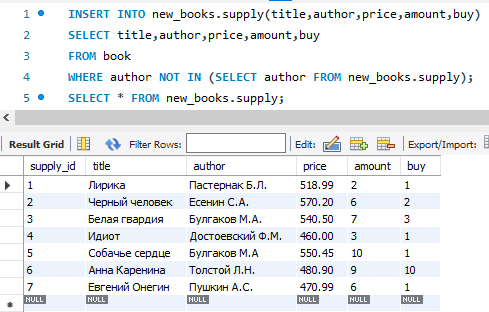 1 INSERT INTO new_books.supply(title,author,price,amount,buy)
2 SELECT title,author,price,amount,buy
3 FROM book
4 WHERE author NOT IN (SELECT author FROM new_books.supply);
5 SELECT * FROM new_books.supply;
Result Grid Filter Rows: Edit: Export/Import:
supply_id title author price amount buy
1 Лирика Пастернак Б.Л. 518.99 2 1
2 Черный человек Есенин С.А. 570.20 6 2
3 Белая гвардия Булгаков М.А. 540.50 7 3
4 Идиот Достоевский Ф.М. 460.00 3 1
5 Собачье сердце Булгаков М.А 550.45 10 1
6 Анна Каренина Толстой Л.Н. 480.90 9 10
7 Евгений Онегин Пушкин А.С. 470.99 6 1
NULL NULL NULL NULL NULL NULL